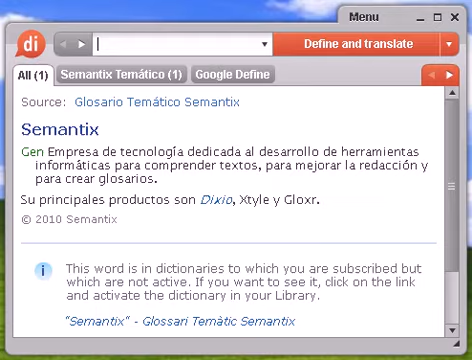 Menu
di
Define and translate
All (1)
Semantix Temático (1)
Google Define
Source: Glosario Temático Semantix
Semantix
Gen Empresa de tecnología dedicada al desarrollo de herramientas
informáticas para comprender textos, para mejorar la redacción y
para crear glosarios.
Su principales producto son Dixio, Xtyle y Gloxr.
© 2010 Semantix
i
This word is in dictionaries to which you are subscribed but
which are not active. If you want to see it, click on the link
and activate the dictionary in your Library.
"Semantix" - Glossari Temàtic Semantix